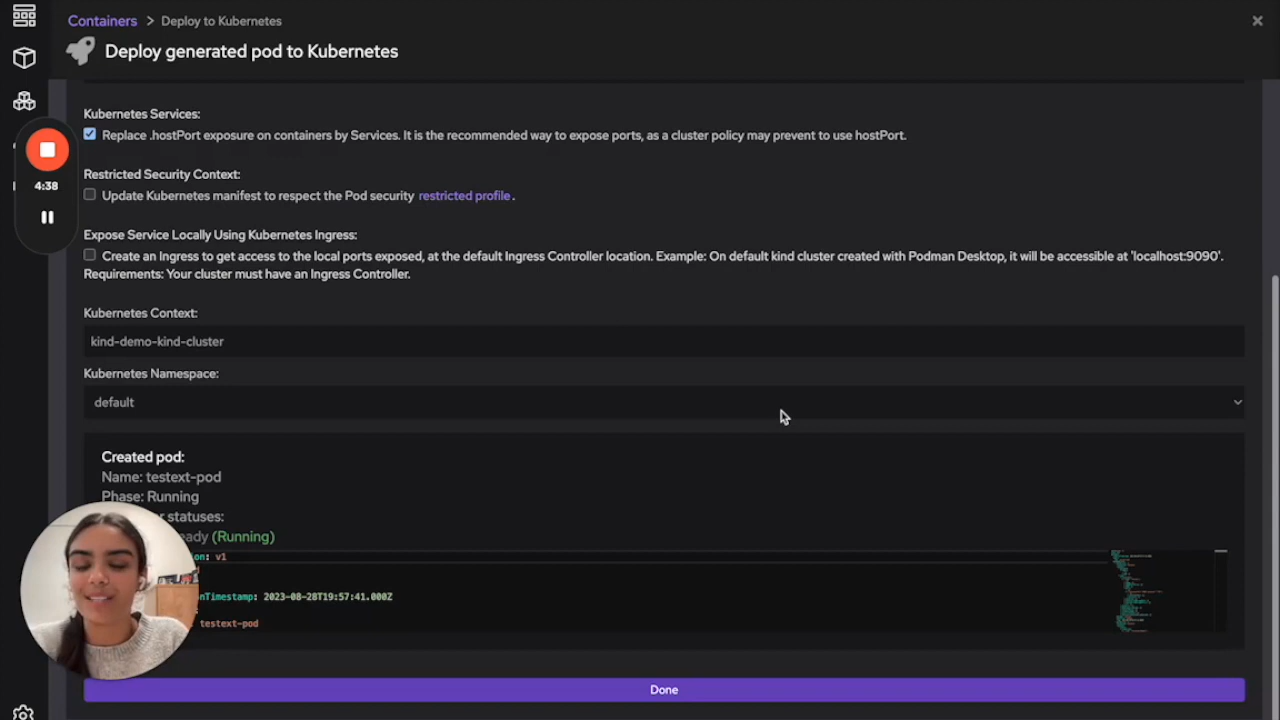 Containers > Deploy to Kubernetes
Deploy generated pod to Kubernetes
Kubernetes Services:
Replace .hostPort exposure on containers by Services. It is the recommended way to expose ports, as a cluster policy may prevent to use hostPort.
4:38
Restricted Security Context:
Update Kubernetes manifest to respect the Pod security restricted profile.
Expose Service Locally Using Kubernetes Ingress:
Create an Ingress to get access to the local ports exposed, at the default Ingress Controller location. Example: On default kind cluster created with Podman Desktop, it will be accessible at 'localhost:9090'.
Requirements: Your cluster must have an Ingress Controller.
Kubernetes Context:
kind-demo-kind-cluster
Kubernetes Namespace:
default
Created pod:
Name: testext-pod
Phase: Running
statuses:
(Running)
v1
2023-08-28T19:57:41.000Z
testext-pod
Done